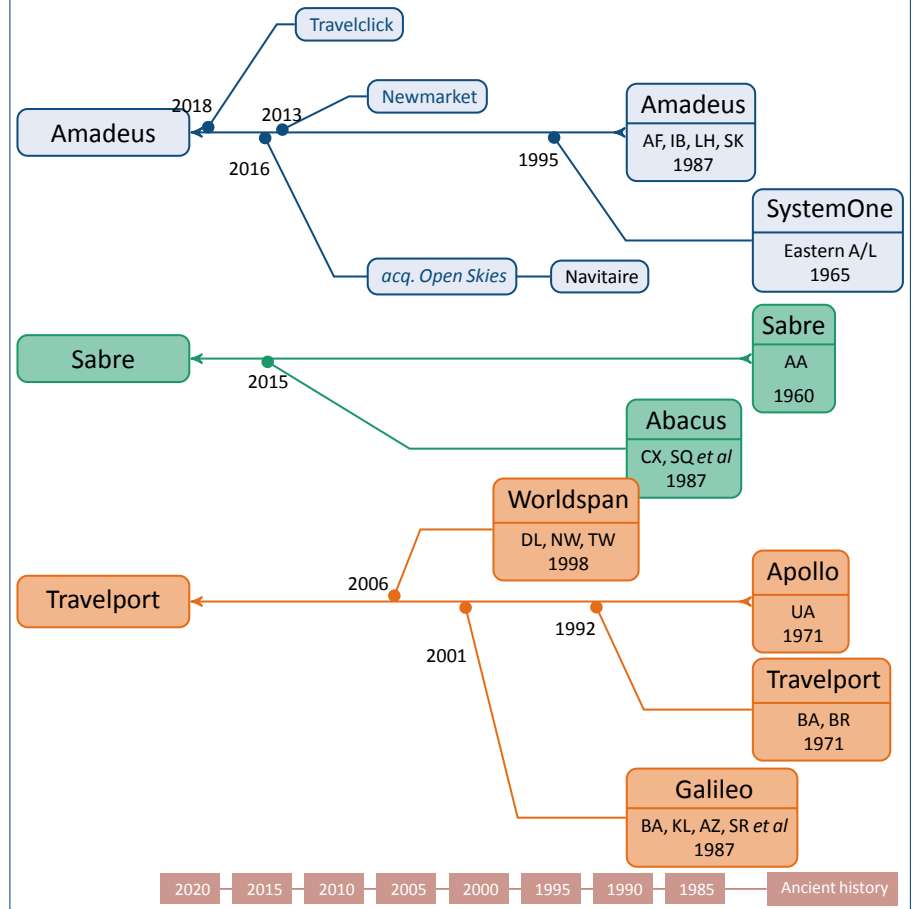 Travelclick
2018
Newmarket
2013
Amadeus
2016
1995
Amadeus
AF, IB, LH, SK
1987
SystemOne
Eastern A/L
1965
acq. Open Skies
Navitaire
Sabre
2015
Sabre
AA
1960
Abacus
CX, SQ et al
1987
Worldspan
DL, NW, TW
1998
Travelport
2006
2001
1992
Apollo
UA
1971
Travelport
BA, BR
1971
Galileo
BA, KL, AZ, SR et al
1987
2020 2015 2010 2005 2000 1995 1990 1985 Ancient history